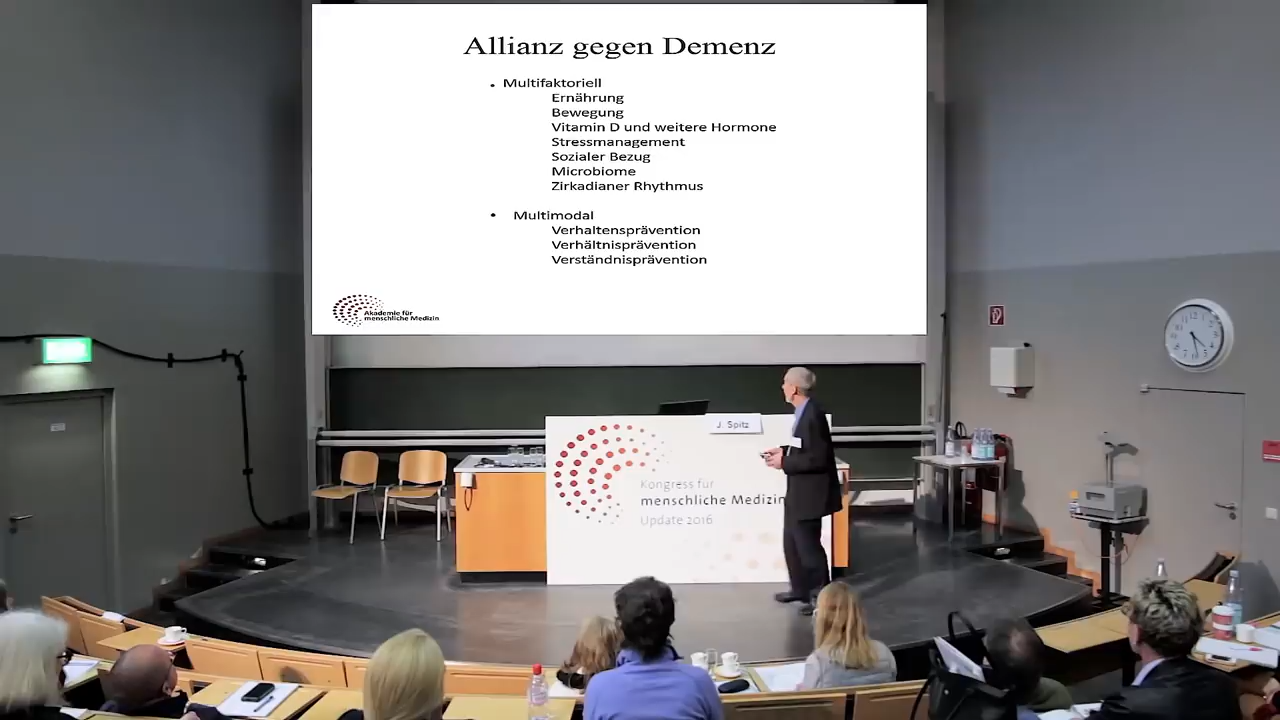 Allianz gegen Demenz
• Multifaktoriell
Ernährung
Bewegung
Vitamin D und weitere Hormone
Stressmanagement
Sozialer Bezug
Microbiome
Zirkadianer Rhythmus
• Multimodal
Verhaltensprävention
Verhältnisprävention
Verständnisprävention
Akademie für
menschliche Medizin
J. Spitz
Kongress für
menschliche Medizin
Update 2016